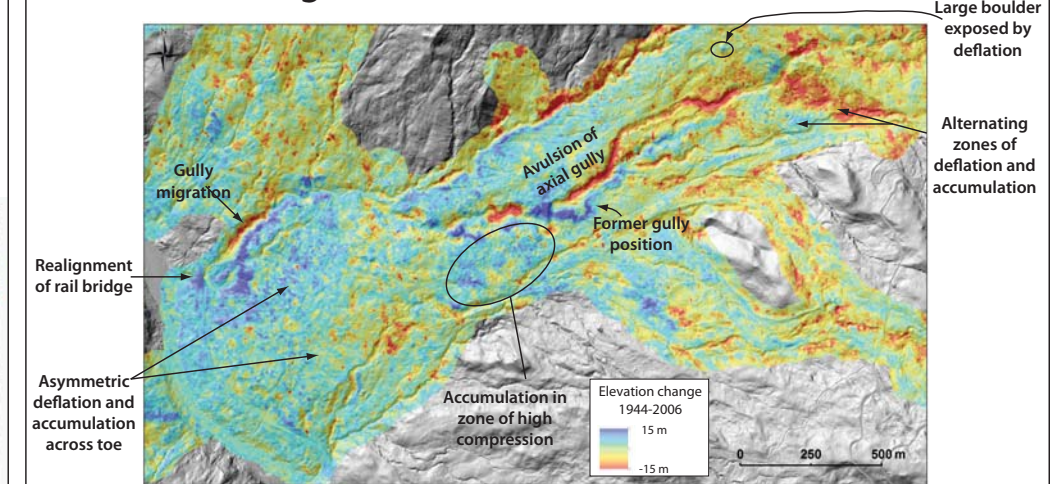 Large boulder
exposed by
deflation
Alternating
zones of
deflation and
accumulation
Avulsion of
axial gully
Gully
migration
Former gully
position
Realignment
of rail bridge
Asymmetric
deflation and
accumulation
across toe
Accumulation in
zone of high
compression
Elevation change
1944-2006
15 m
-15 m
0 250 500 m